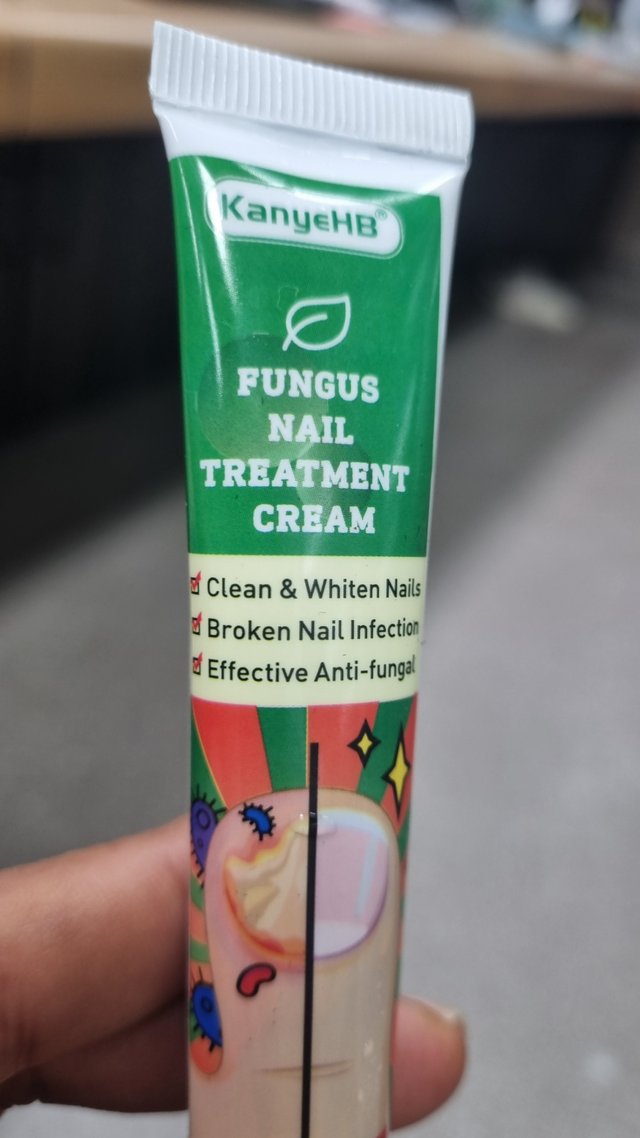 KanyeHB®
FUNGUS
NAIL
TREATMENT
CREAM
Clean & Whiten Nails
Broken Nail Infection
Effective Anti-fungal